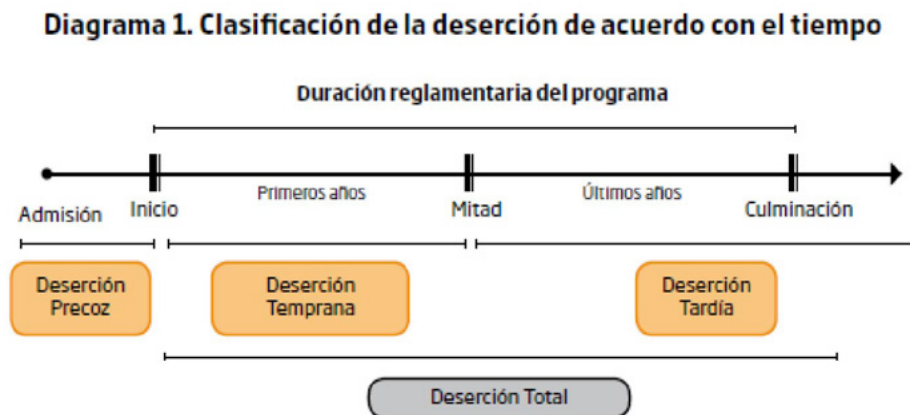 Diagrama 1. Clasificación de la deserción de acuerdo con el tiempo
Duración reglamentaria del programa
Admisión
Inicio
Primeros años
Mitad
Últimos años
Culminación
Deserción
Precoz
Deserción
Temprana
Deserción
Tardía
Deserción Total